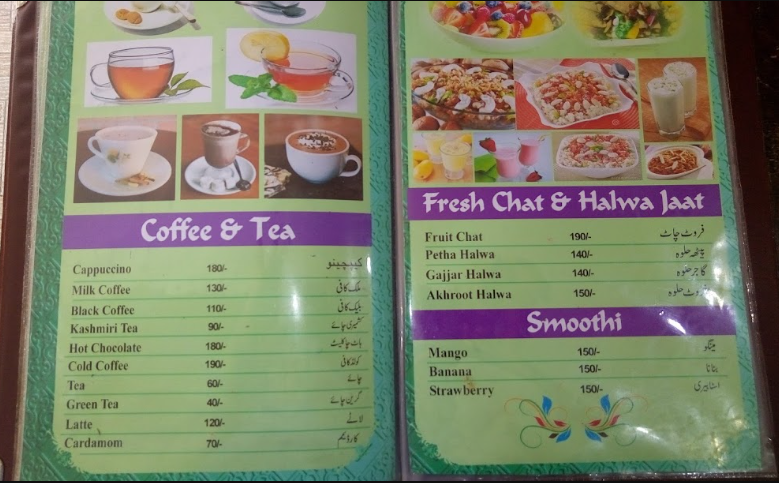 Coffee & Tea
Cappuccino 180/- کیپچینو
Milk Coffee 130/- ملک کافی
Black Coffee 110/- بلیک کافی
Kashmiri Tea 90/- کشمیری چائے
Hot Chocolate 180/- ہاٹ چاکلیٹ
Cold Coffee 190/- کولڈ کافی
Tea 60/- چائے
Green Tea 40/- گرین چائے
Latte 120/- لاٹے
Cardamom 70/- کارڈیمم
Fresh Chat & Halwa Jaat
Fruit Chat 190/- فروٹ چاٹ
Petha Halwa 140/- پیٹھہ حلوہ
Gajjar Halwa 140/- گاجر حلوہ
Akhroot Halwa 150/- حلوہ
Smoothi
Mango 150/- مینگو
Banana 150/- بنانا
Strawberry 150/- اسٹابیری